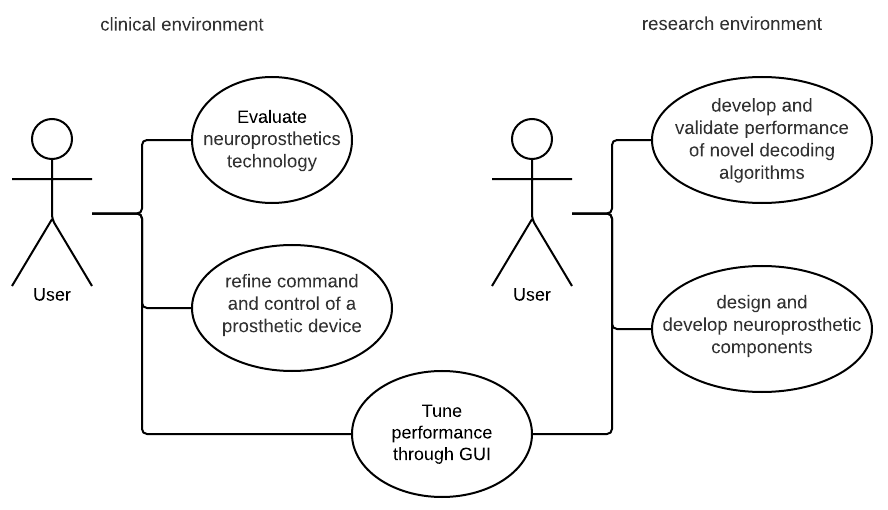 clinical environment
research environment
Evaluate
neuroprosthetics
technology
develop and
validate performance
of novel decoding
algorithms
User
User
refine command
and control of a
prosthetic device
design and
develop neuroprosthetic
components
Tune
performance
through GUI